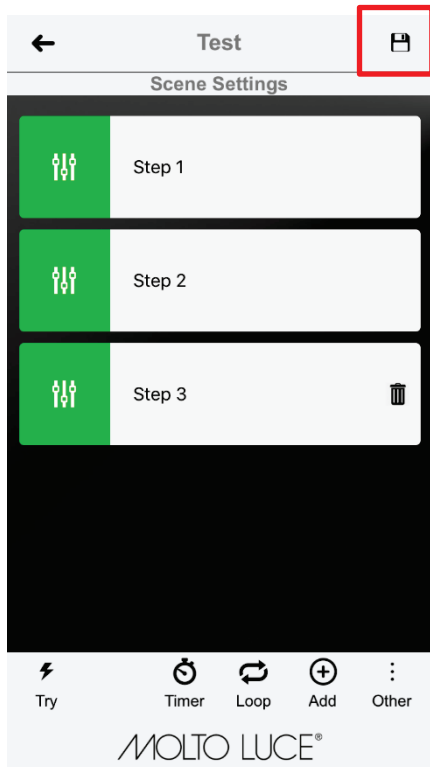 Test
Scene Settings
Step 1
Step 2
Step 3
Try Timer Loop Add Other
MOLTO LUCE®